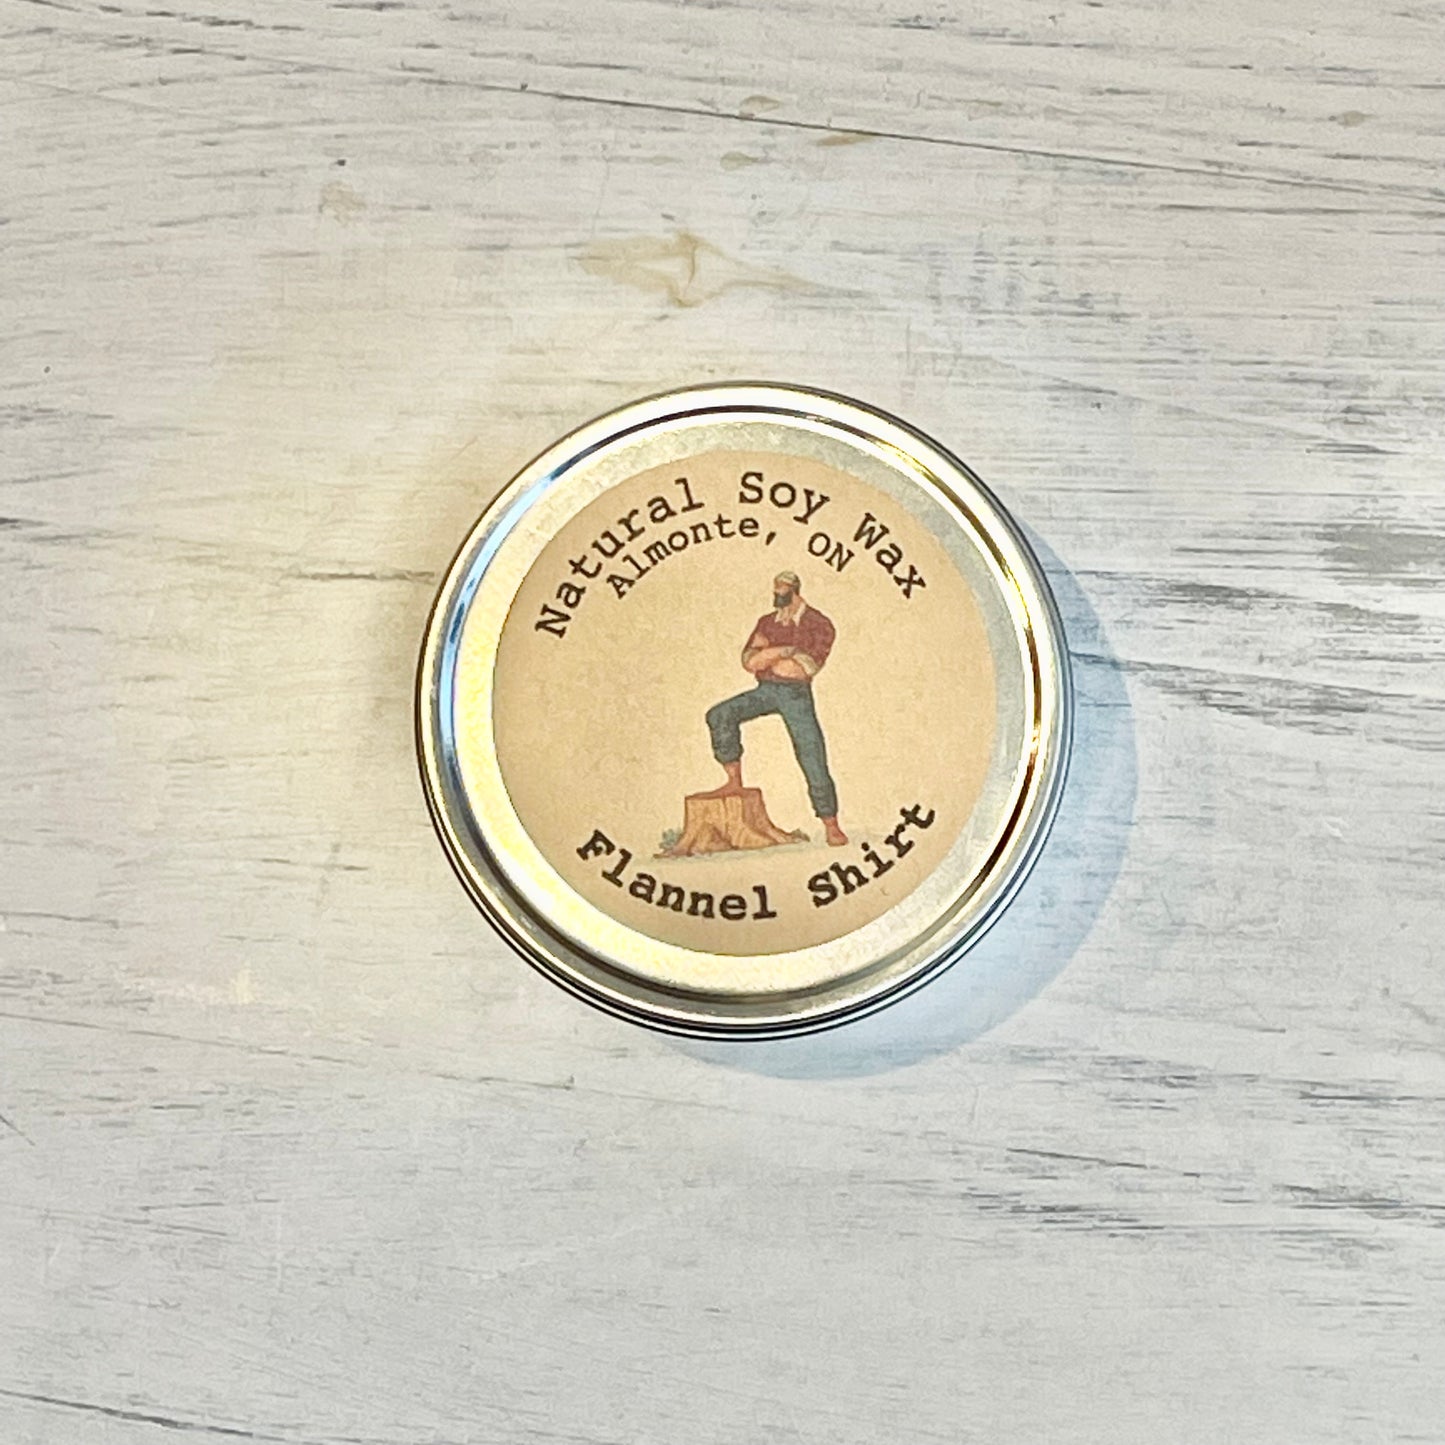 Natural Soy Wax
Almonte, ON
Flannel Shirt